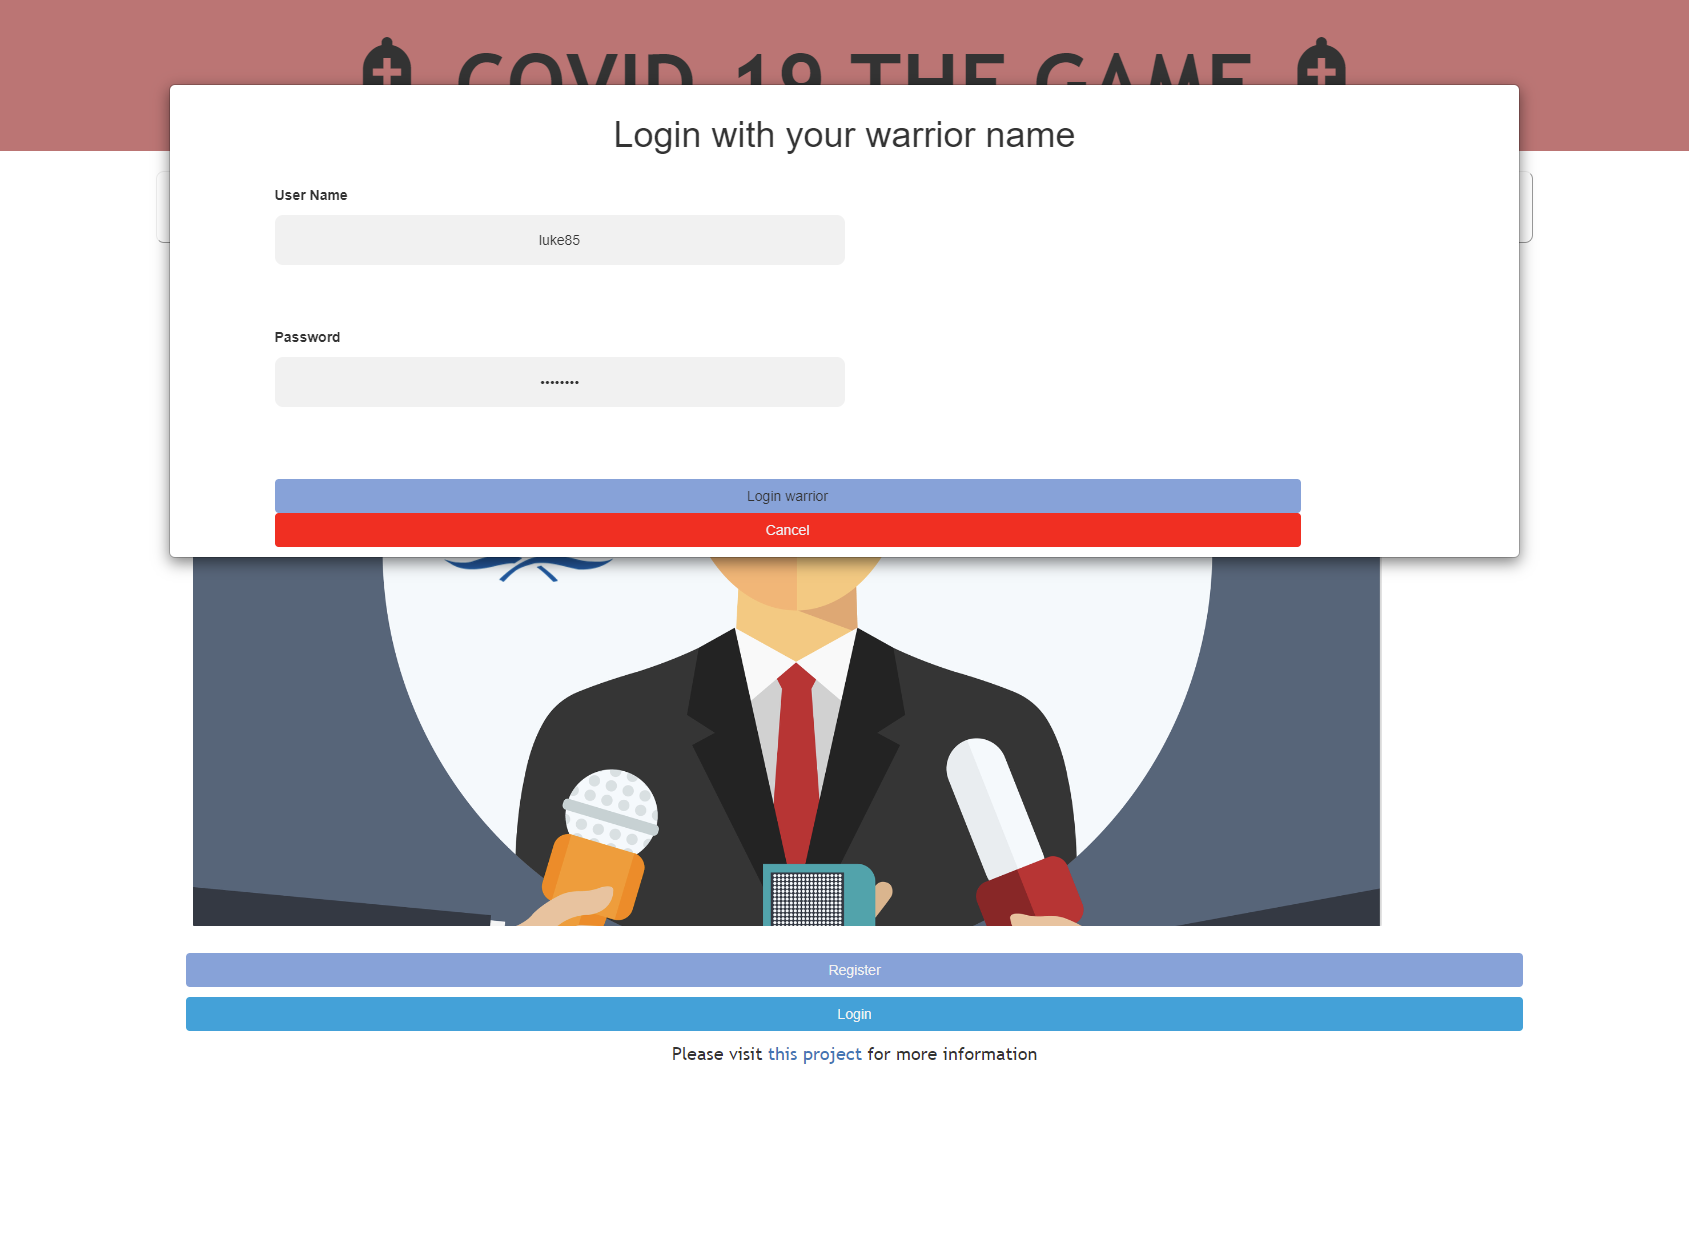 COVID-19 THE GAME
Login with your warrior name
User Name
luke85
Password
••••••••
Login warrior
Cancel
Register
Login
Please visit this project for more information